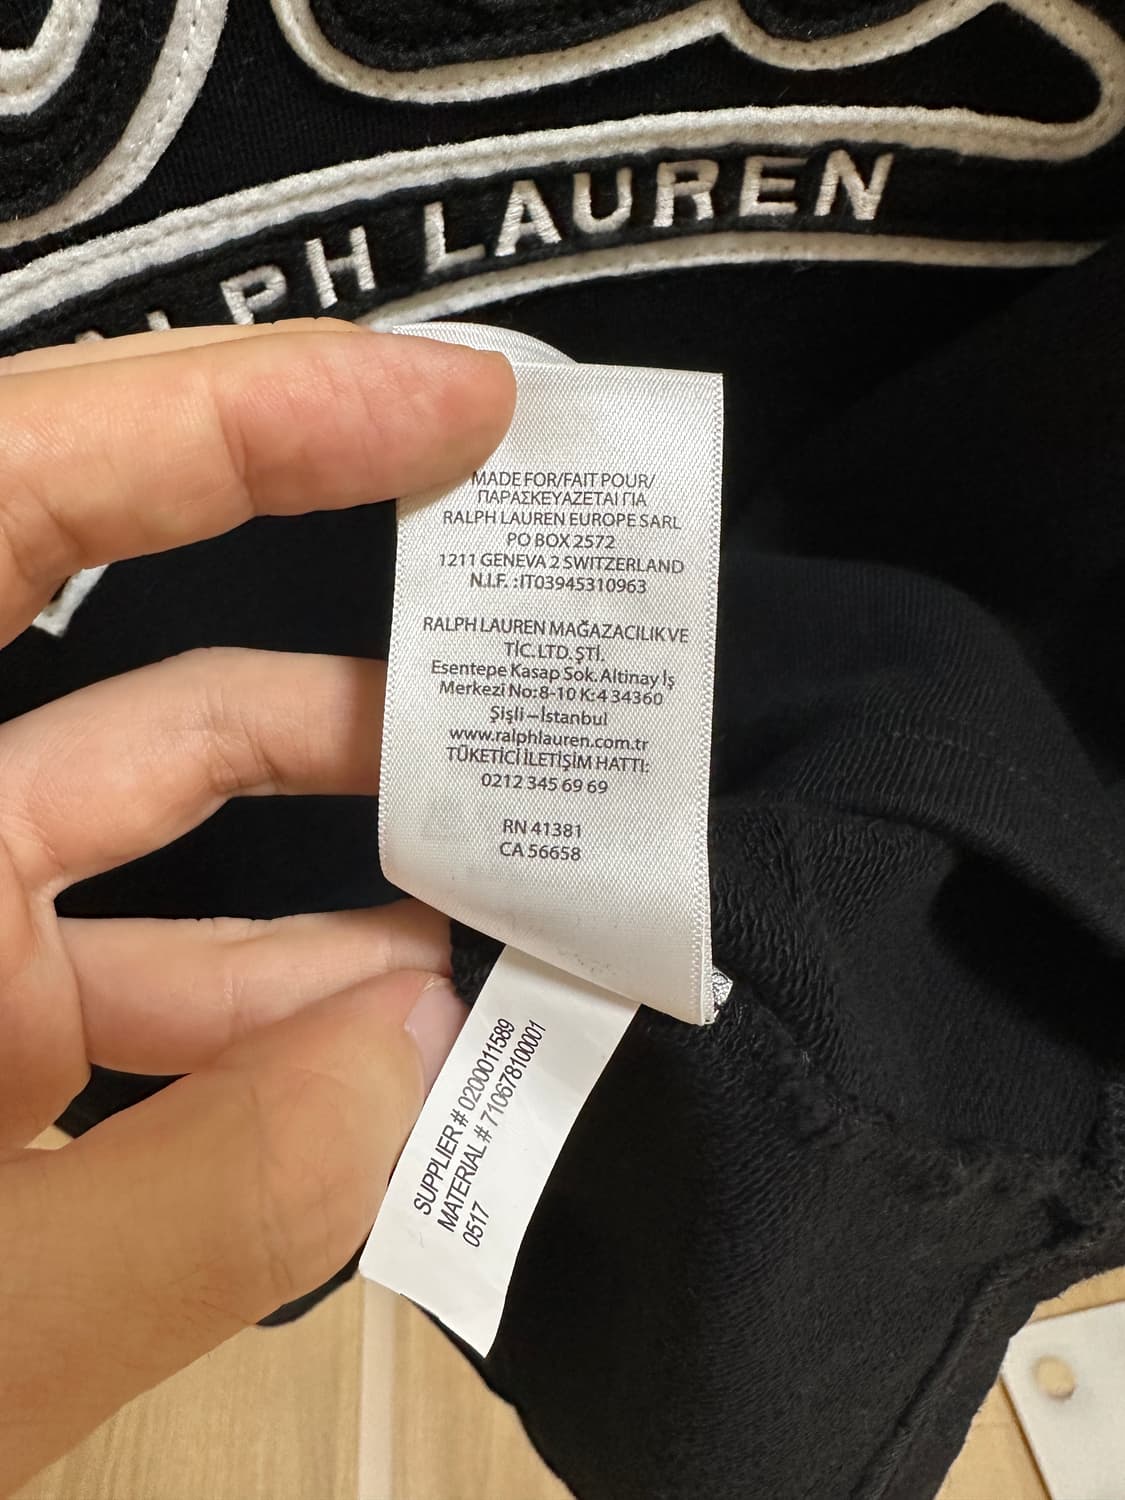 ALPH LAUREN
MADE FOR/FAIT POUR/
ΠΑΡΑΣΚΕΥΑΖΕΤΑΙ ΓΙΑ
RALPH LAUREN EUROPE SARL
PO BOX 2572
1211 GENEVA 2 SWITZERLAND
N.I.F. :IT03945310963
RALPH LAUREN MAĞAZACILIK VE
TİC. LTD. ŞTİ.
Esentepe Kasap Sok. Altinay İş
Merkezi No:8-10 K:4 34360
Şişli – İstanbul
www.ralphlauren.com.tr
TÜKETİCİ İLETİŞİM HATTI:
0212 345 69 69
RN 41381
CA 56658
SUPPLIER # 0200011589
MATERIAL # 710678100001
0517